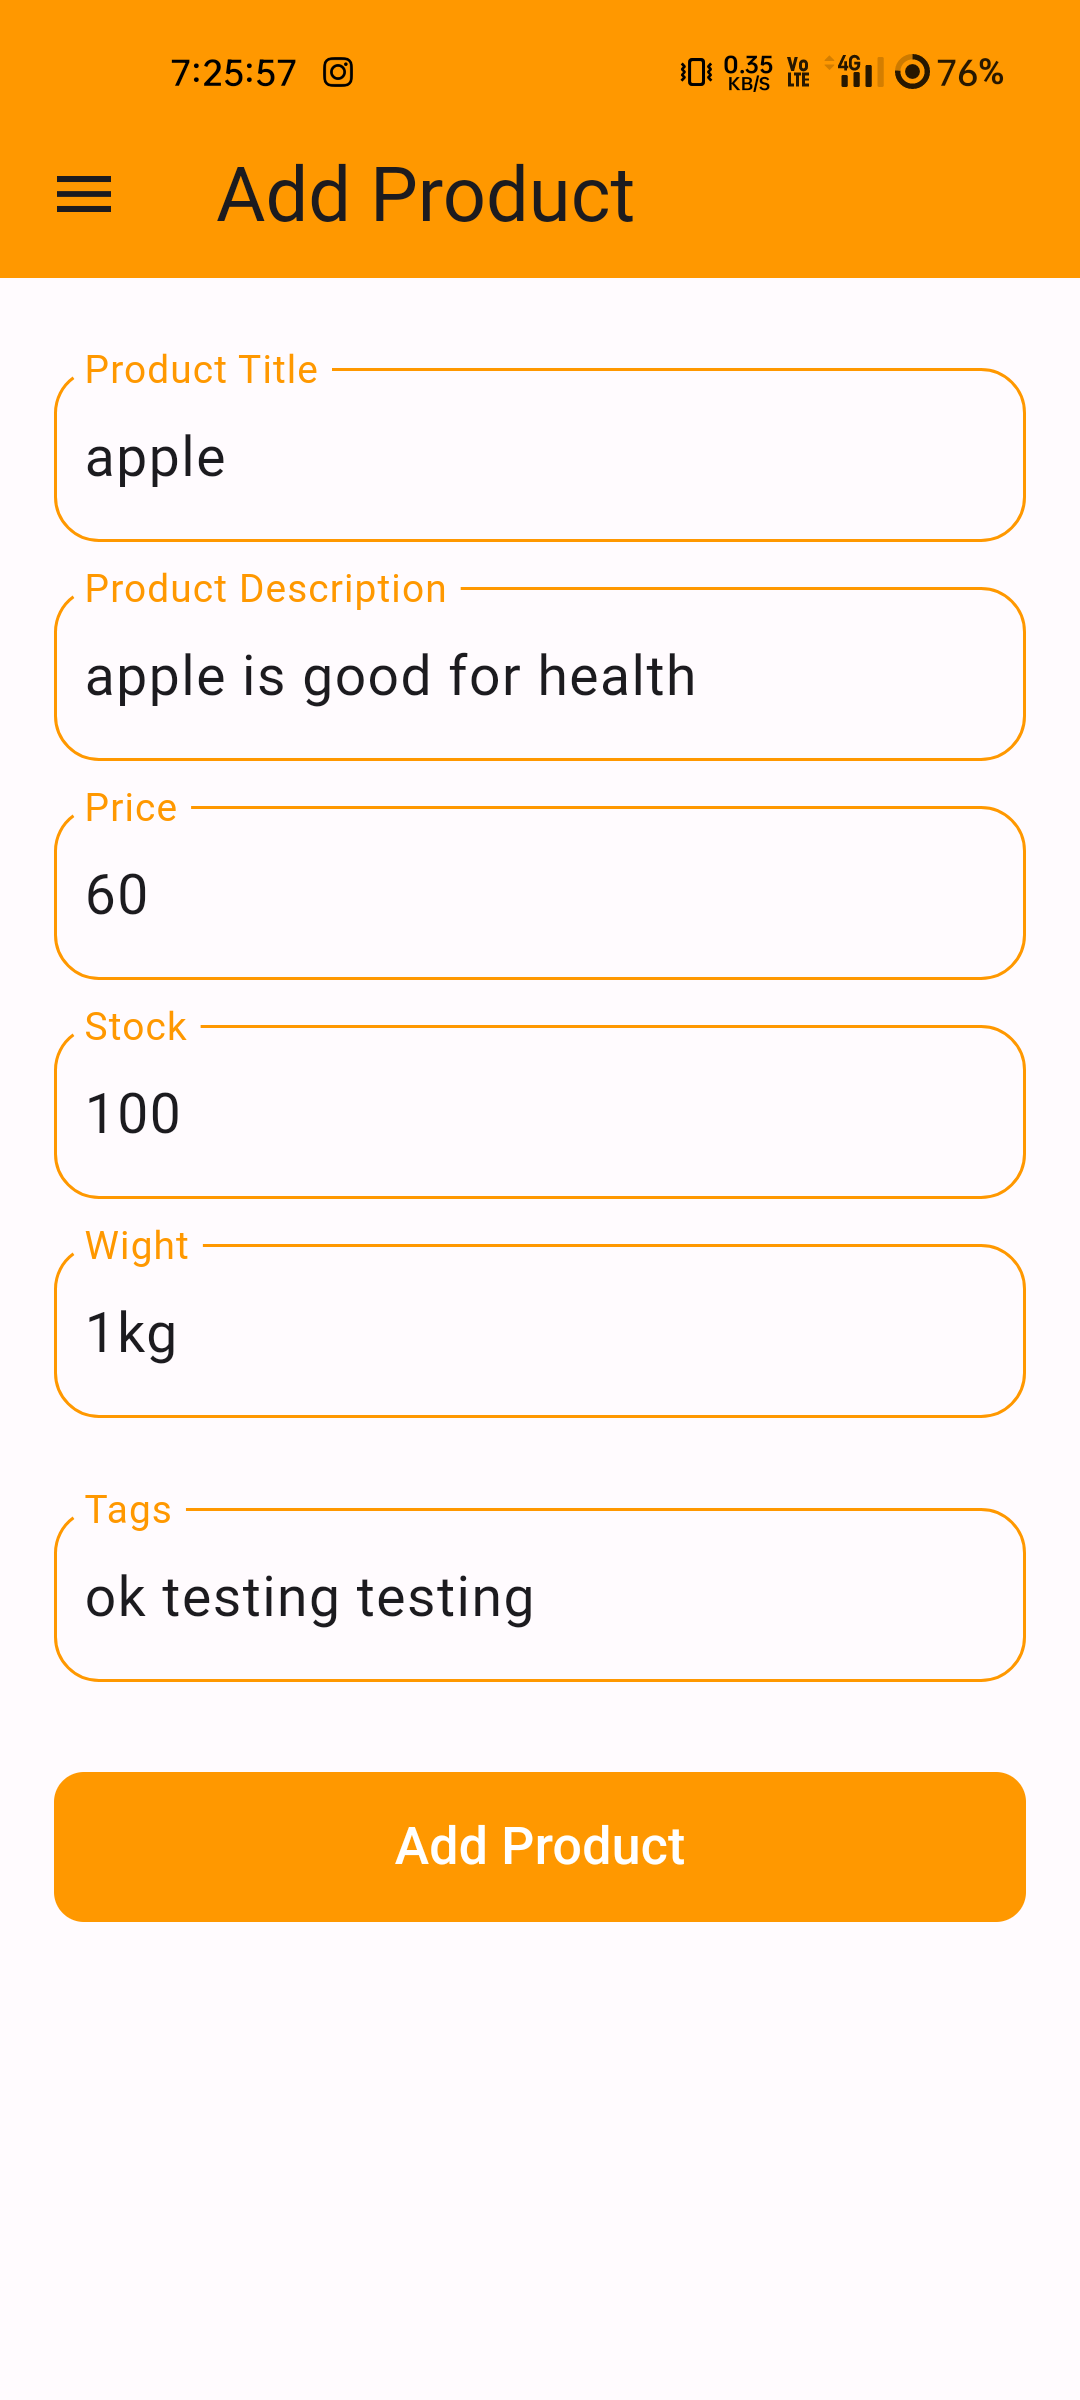 7:25:57 0.35 KB/S Vo LTE 4G 76%
Add Product
Product Title
apple
Product Description
apple is good for health
Price
60
Stock
100
Wight
1kg
Tags
ok testing testing
Add Product